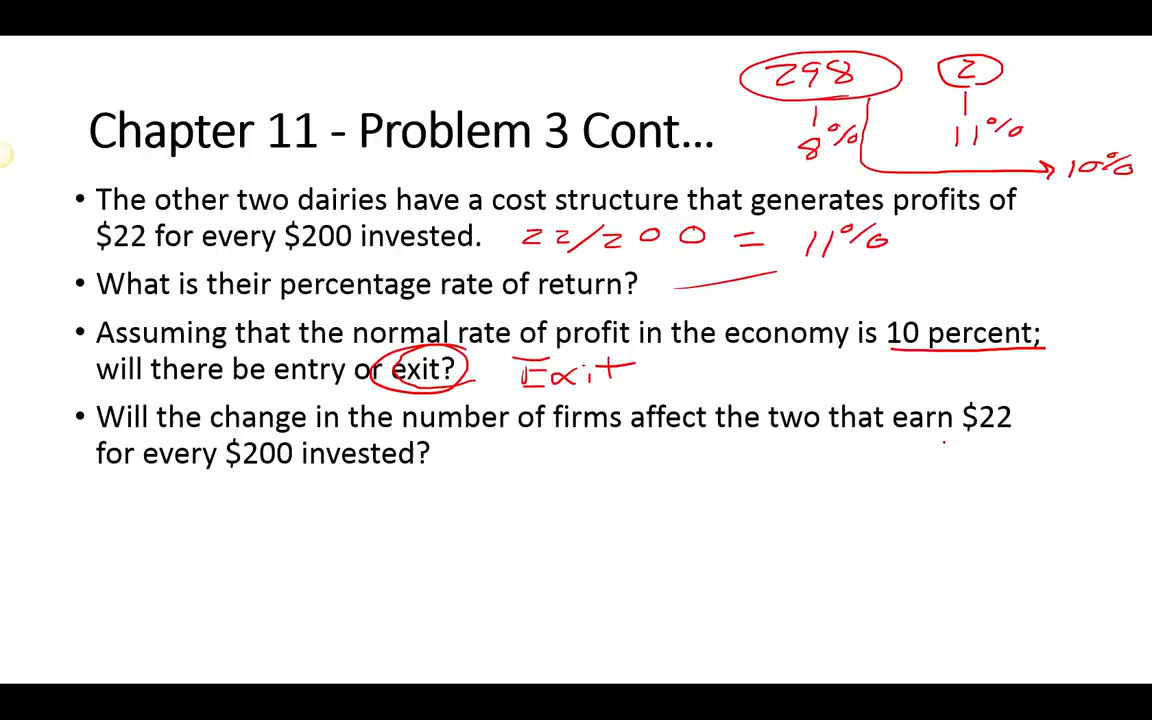 298 2
8% 11%
10%
Chapter 11 - Problem 3 Cont...
• The other two dairies have a cost structure that generates profits of
$22 for every $200 invested. 22/200 = 11%
• What is their percentage rate of return?
• Assuming that the normal rate of profit in the economy is 10 percent;
will there be entry or exit? Exit
• Will the change in the number of firms affect the two that earn $22
for every $200 invested?